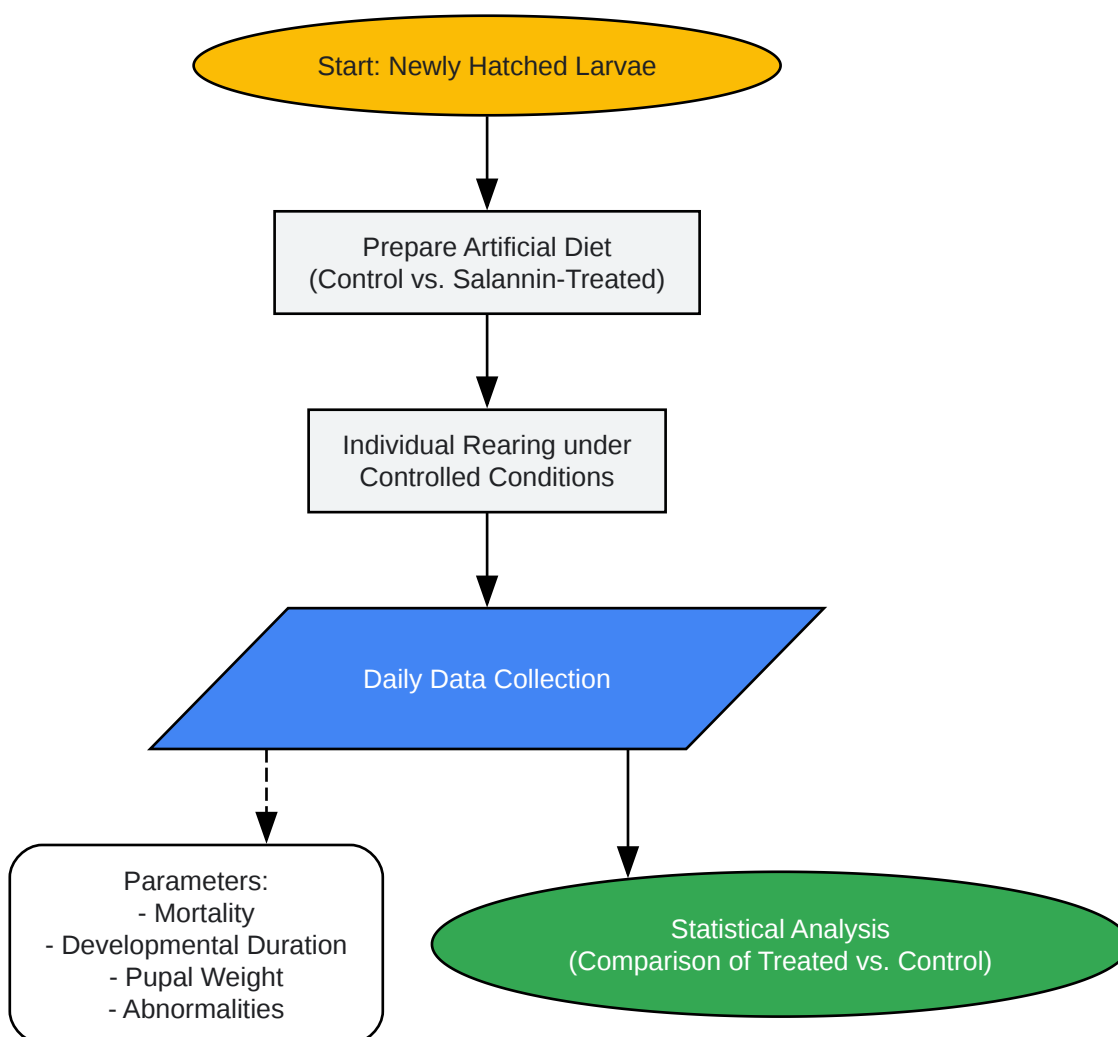 Start: Newly Hatched Larvae
Prepare Artificial Diet
(Control vs. Salannin-Treated)
Individual Rearing under
Controlled Conditions
Daily Data Collection
Parameters:
- Mortality
- Developmental Duration
- Pupal Weight
- Abnormalities
Statistical Analysis
(Comparison of Treated vs. Control)